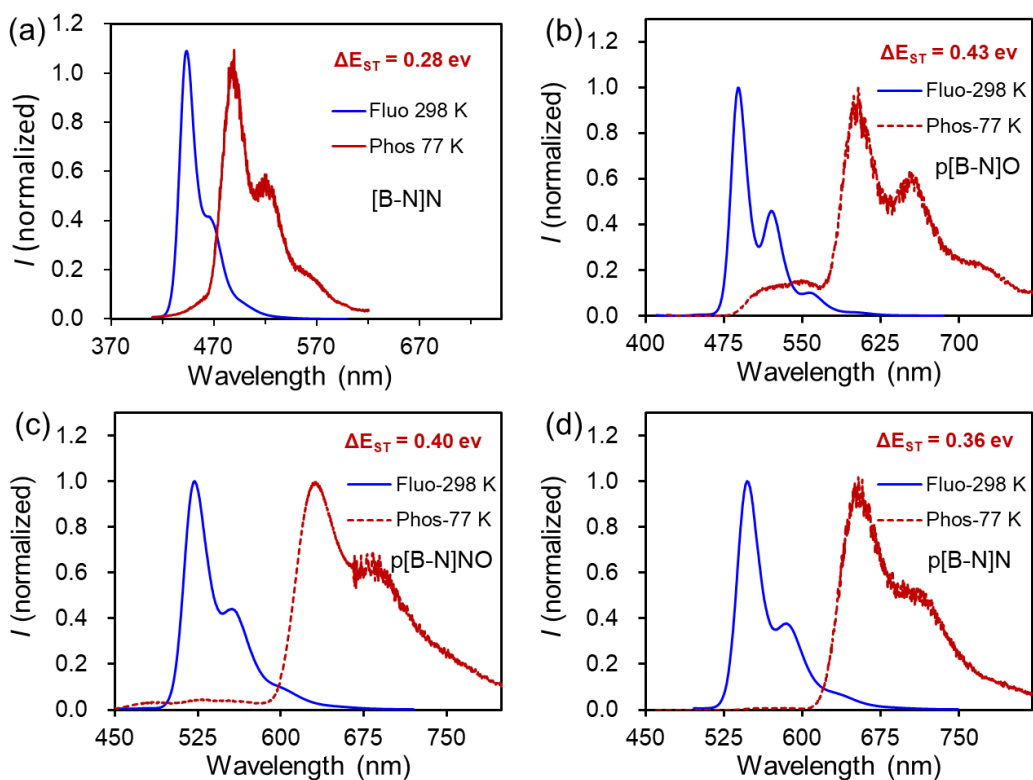 (a)
I (normalized)
1.2
1.0
0.8
0.6
0.4
0.2
0.0
ΔE_ST = 0.28 ev
Fluo 298 K
Phos 77 K
[B-N]N
370 470 570 670
Wavelength (nm)
(b)
I (normalized)
1.2
1.0
0.8
0.6
0.4
0.2
0.0
ΔE_ST = 0.43 ev
Fluo-298 K
Phos-77 K
p[B-N]O
400 475 550 625 700
Wavelength (nm)
(c)
I (normalized)
1.2
1.0
0.8
0.6
0.4
0.2
0.0
ΔE_ST = 0.40 ev
Fluo-298 K
Phos-77 K
p[B-N]NO
450 525 600 675 750
Wavelength (nm)
(d)
I (normalized)
1.2
1.0
0.8
0.6
0.4
0.2
0.0
ΔE_ST = 0.36 ev
Fluo-298 K
Phos-77 K
p[B-N]N
450 525 600 675 750
Wavelength (nm)